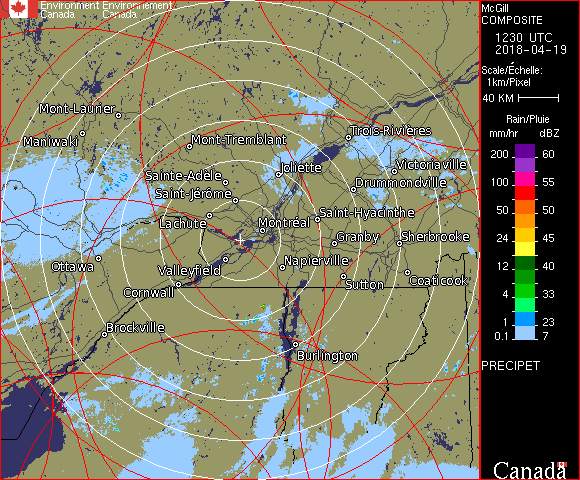 Environment Environnement
Canada Canada
Mont-Laurier
Maniwaki
Mont-Tremblant
Trois-Rivières
Sainte-Adèle
Joliette
Victoriaville
Saint-Jérôme
Drummondville
Lachute
Montréal
Saint-Hyacinthe
Granby
Sherbrooke
Ottawa
Valleyfield
Napierville
Cornwall
Sutton
Coaticook
Brockville
Burlington
McGill
COMPOSITE
1230 UTC
2018-04-19
Scale/Échelle:
1km/Pixel
40 KM
Rain/Pluie
mm/hr dBZ
200 60
100 55
50 50
24 45
12 40
4 33
1 23
0.1 7
PRECIPET
Canada